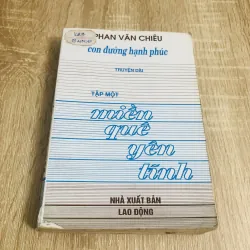 PHAN VĂN CHIÊU
con đường hạnh phúc
TRUYỆN DÀI
TẬP MỘT
miền
quê
yên
tĩnh
NHÀ XUẤT BẢN
LAO ĐỘNG